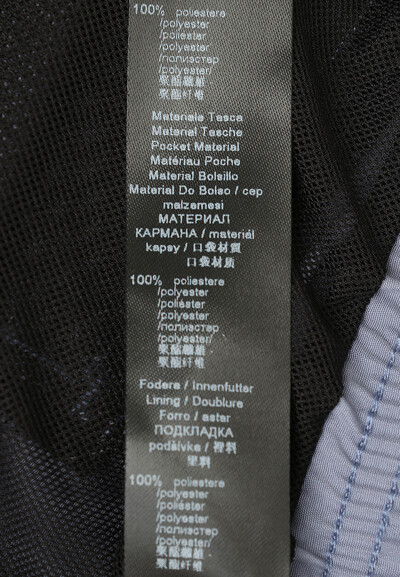 100% poliestere
/polyester
/poliester
/polyester
/полиэстер
/polyester/
聚酯纖維
聚酯纤维
Materiale Tasca
Material Tasche
Pocket Material
Matériau Poche
Material Bolsillo
Material Do Bolso / cep
malzemesi
МАТЕРИАЛ
КАРМАНА / materiál
kapsy / 口袋材質
口袋材质
100% poliestere
/polyester
/poliéster
/polyester
/полиэстер
/polyester/
聚酯纖維
聚酯纤维
Fodera / Innenfutter
Lining / Doublure
Forro / astar
ПОДКЛАДКА
podšívka / 裡料
里料
100% poliestere
/polyester
/poliéster
/polyester
/полиэстер
/polyester/
聚酯纖維
聚酯纤维